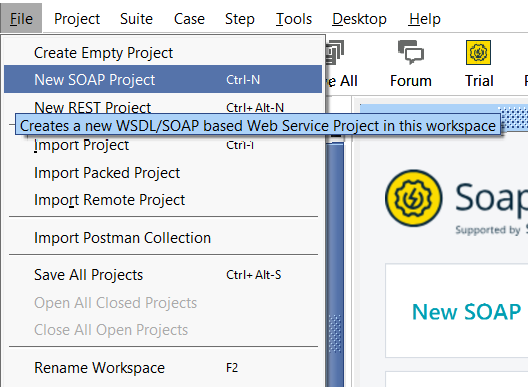 File Project Suite Case Step Tools Desktop Help
Create Empty Project
All Forum Trial
New SOAP Project Ctrl-N
New REST Project Ctrl+ Alt-N
Creates a new WSDL/SOAP based Web Service Project in this workspace
Import Project
Import Packed Project
Import Remote Project
Soap
Supported by
Import Postman Collection
Save All Projects Ctrl+ Alt-S
Open All Closed Projects
New SOAP
Close All Open Projects
Rename Workspace F2